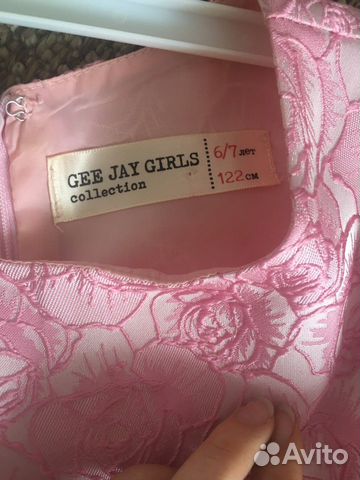 GEE JAY GIRLS
collection
6/7 лет
122 см
Avito